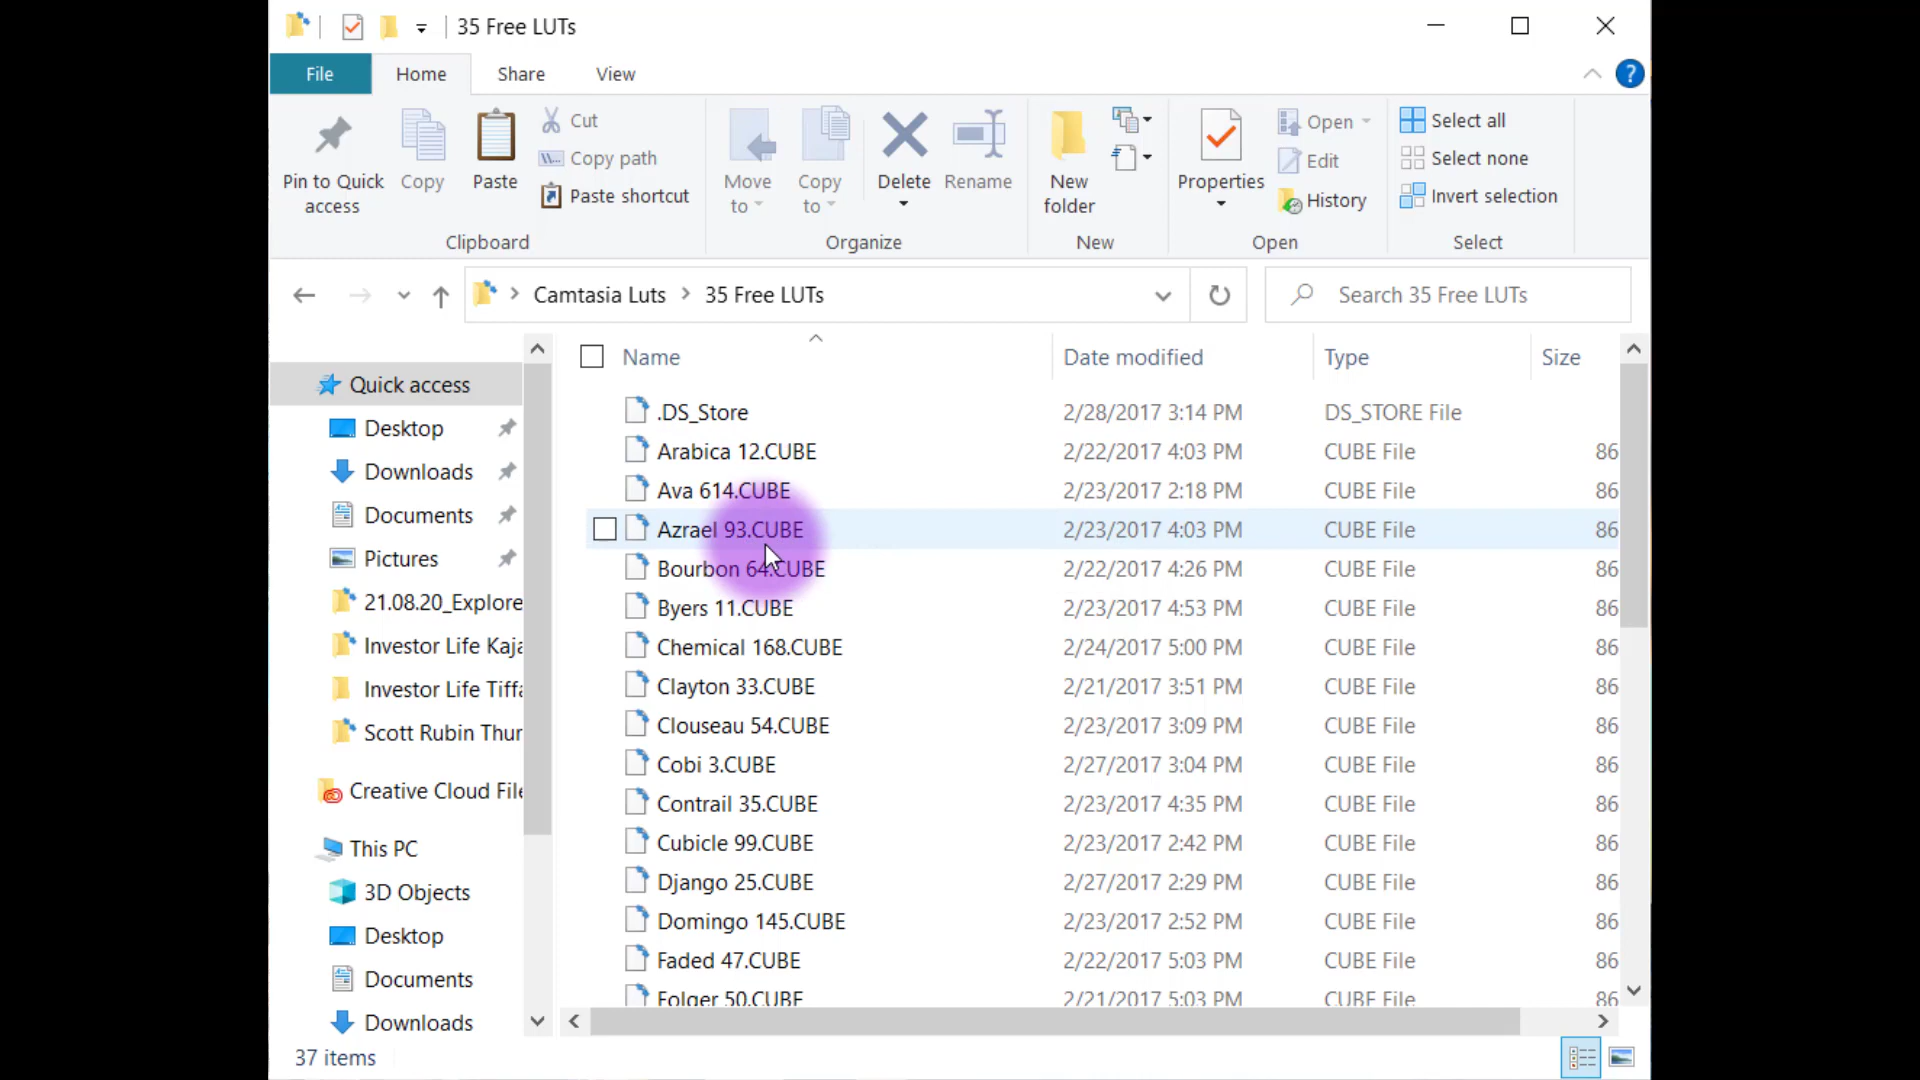 35 Free LUTs
File
Home
Share
View
?
Pin to Quick access
Copy
Paste
Cut
Copy path
Paste shortcut
Clipboard
Move to
Copy to
Delete
Rename
Organize
New folder
New
Properties
Open
Edit
History
Open
Select all
Select none
Invert selection
Select
Camtasia Luts
35 Free LUTs
Search 35 Free LUTs
Quick access
Desktop
Downloads
Documents
Pictures
21.08.20_Explore
Investor Life Kaja
Investor Life Tiffa
Scott Rubin Thur
Creative Cloud File
This PC
3D Objects
Desktop
Documents
Downloads
Name Date modified Type Size
.DS_Store 2/28/2017 3:14 PM DS_STORE File
Arabica 12.CUBE 2/22/2017 4:03 PM CUBE File 86
Ava 614.CUBE 2/23/2017 2:18 PM CUBE File 86
Azrael 93.CUBE 2/23/2017 4:03 PM CUBE File 86
Bourbon 64.CUBE 2/22/2017 4:26 PM CUBE File 86
Byers 11.CUBE 2/23/2017 4:53 PM CUBE File 86
Chemical 168.CUBE 2/24/2017 5:00 PM CUBE File 86
Clayton 33.CUBE 2/21/2017 3:51 PM CUBE File 86
Clouseau 54.CUBE 2/23/2017 3:09 PM CUBE File 86
Cobi 3.CUBE 2/27/2017 3:04 PM CUBE File 86
Contrail 35.CUBE 2/23/2017 4:35 PM CUBE File 86
Cubicle 99.CUBE 2/23/2017 2:42 PM CUBE File 86
Django 25.CUBE 2/27/2017 2:29 PM CUBE File 86
Domingo 145.CUBE 2/23/2017 2:52 PM CUBE File 86
Faded 47.CUBE 2/22/2017 5:03 PM CUBE File 86
Folger 50.CUBE 2/21/2017 5:03 PM CUBE File 86
37 items